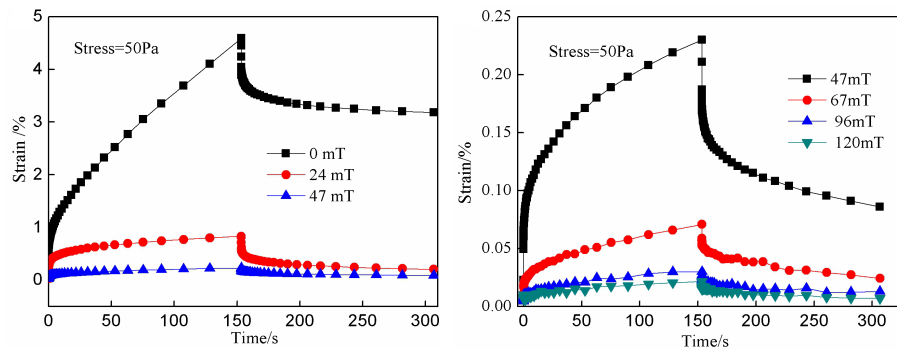 5
4
3
2
1
0
Strain /%
Stress=50Pa
0 mT
24 mT
47 mT
0 50 100 150 200 250 300
Time/s
0.25
0.20
0.15
0.10
0.05
0.00
Strain/%
Stress=50Pa
47mT
67mT
96mT
120mT
0 50 100 150 200 250 300
Time/s